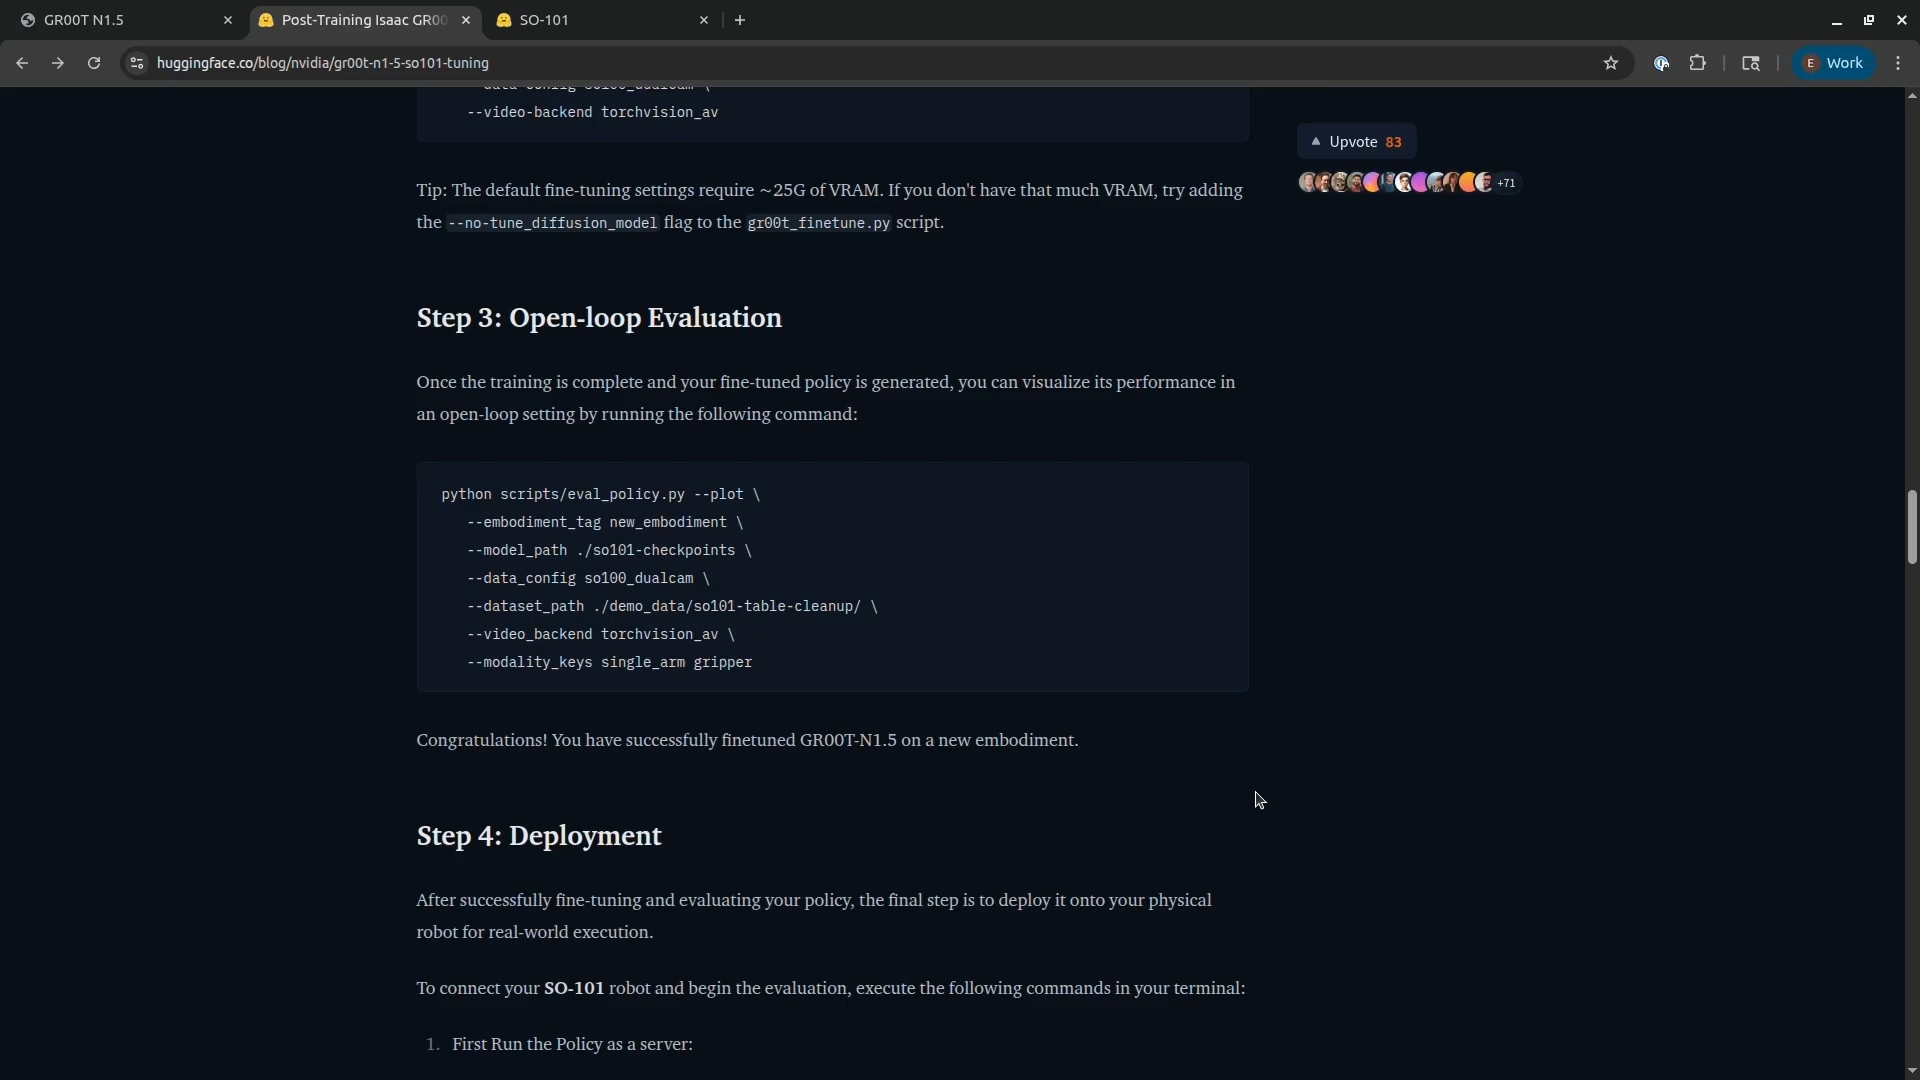 GR00T N1.5
Post-Training Isaac GR00
SO-101
huggingface.co/blog/nvidia/gr00t-n1-5-so101-tuning
E Work
--data-config so100_dualcam \
--video-backend torchvision_av
Upvote 83
+71
Tip: The default fine-tuning settings require ~25G of VRAM. If you don't have that much VRAM, try adding
the --no-tune_diffusion_model flag to the gr00t_finetune.py script.
Step 3: Open-loop Evaluation
Once the training is complete and your fine-tuned policy is generated, you can visualize its performance in
an open-loop setting by running the following command:
python scripts/eval_policy.py --plot \
--embodiment_tag new_embodiment \
--model_path ./so101-checkpoints \
--data_config so100_dualcam \
--dataset_path ./demo_data/so101-table-cleanup/ \
--video_backend torchvision_av \
--modality_keys single_arm gripper
Congratulations! You have successfully finetuned GR00T-N1.5 on a new embodiment.
Step 4: Deployment
After successfully fine-tuning and evaluating your policy, the final step is to deploy it onto your physical
robot for real-world execution.
To connect your SO-101 robot and begin the evaluation, execute the following commands in your terminal:
1. First Run the Policy as a server: